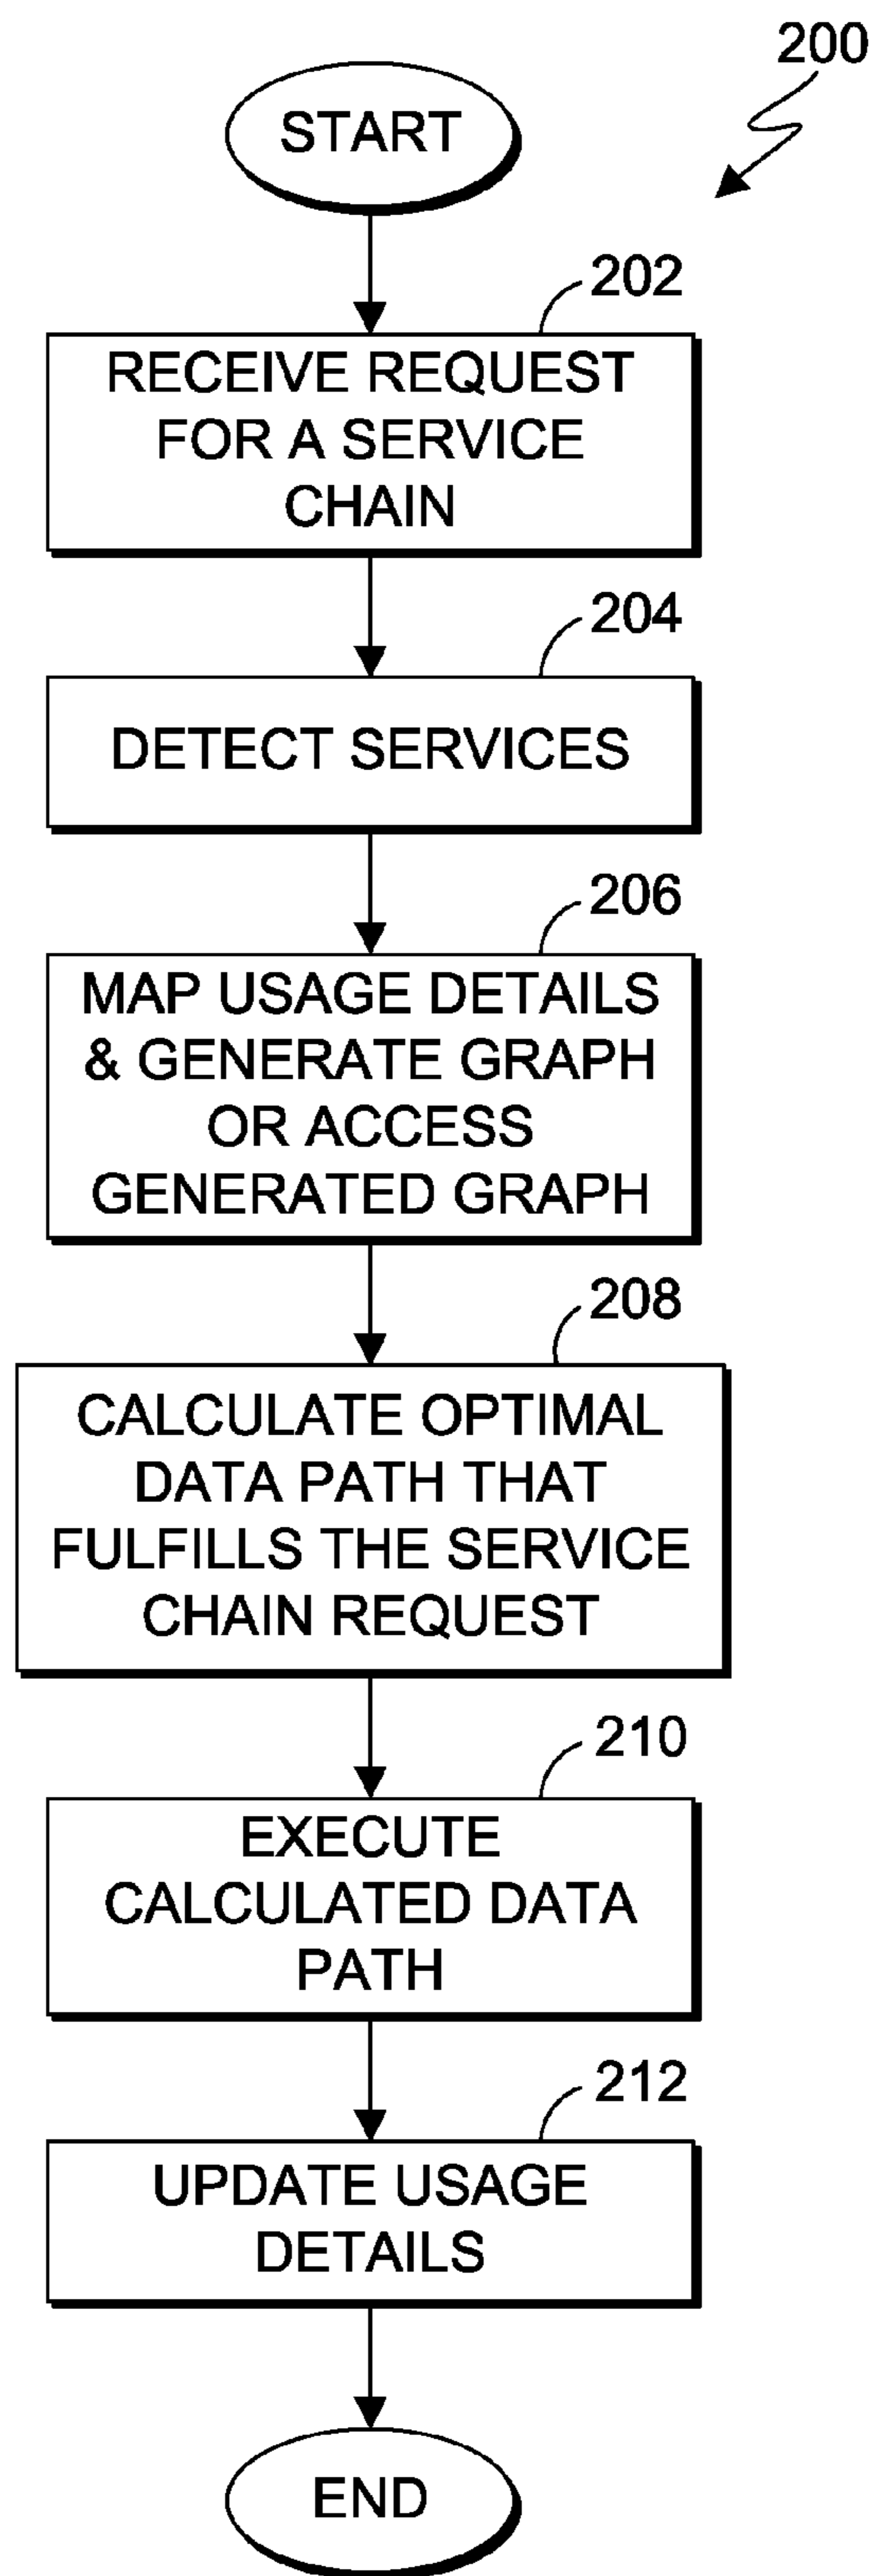 200
START
202
RECEIVE REQUEST
FOR A SERVICE
CHAIN
204
DETECT SERVICES
206
MAP USAGE DETAILS
& GENERATE GRAPH
OR ACCESS
GENERATED GRAPH
208
CALCULATE OPTIMAL
DATA PATH THAT
FULFILLS THE SERVICE
CHAIN REQUEST
210
EXECUTE
CALCULATED DATA
PATH
212
UPDATE USAGE
DETAILS
END